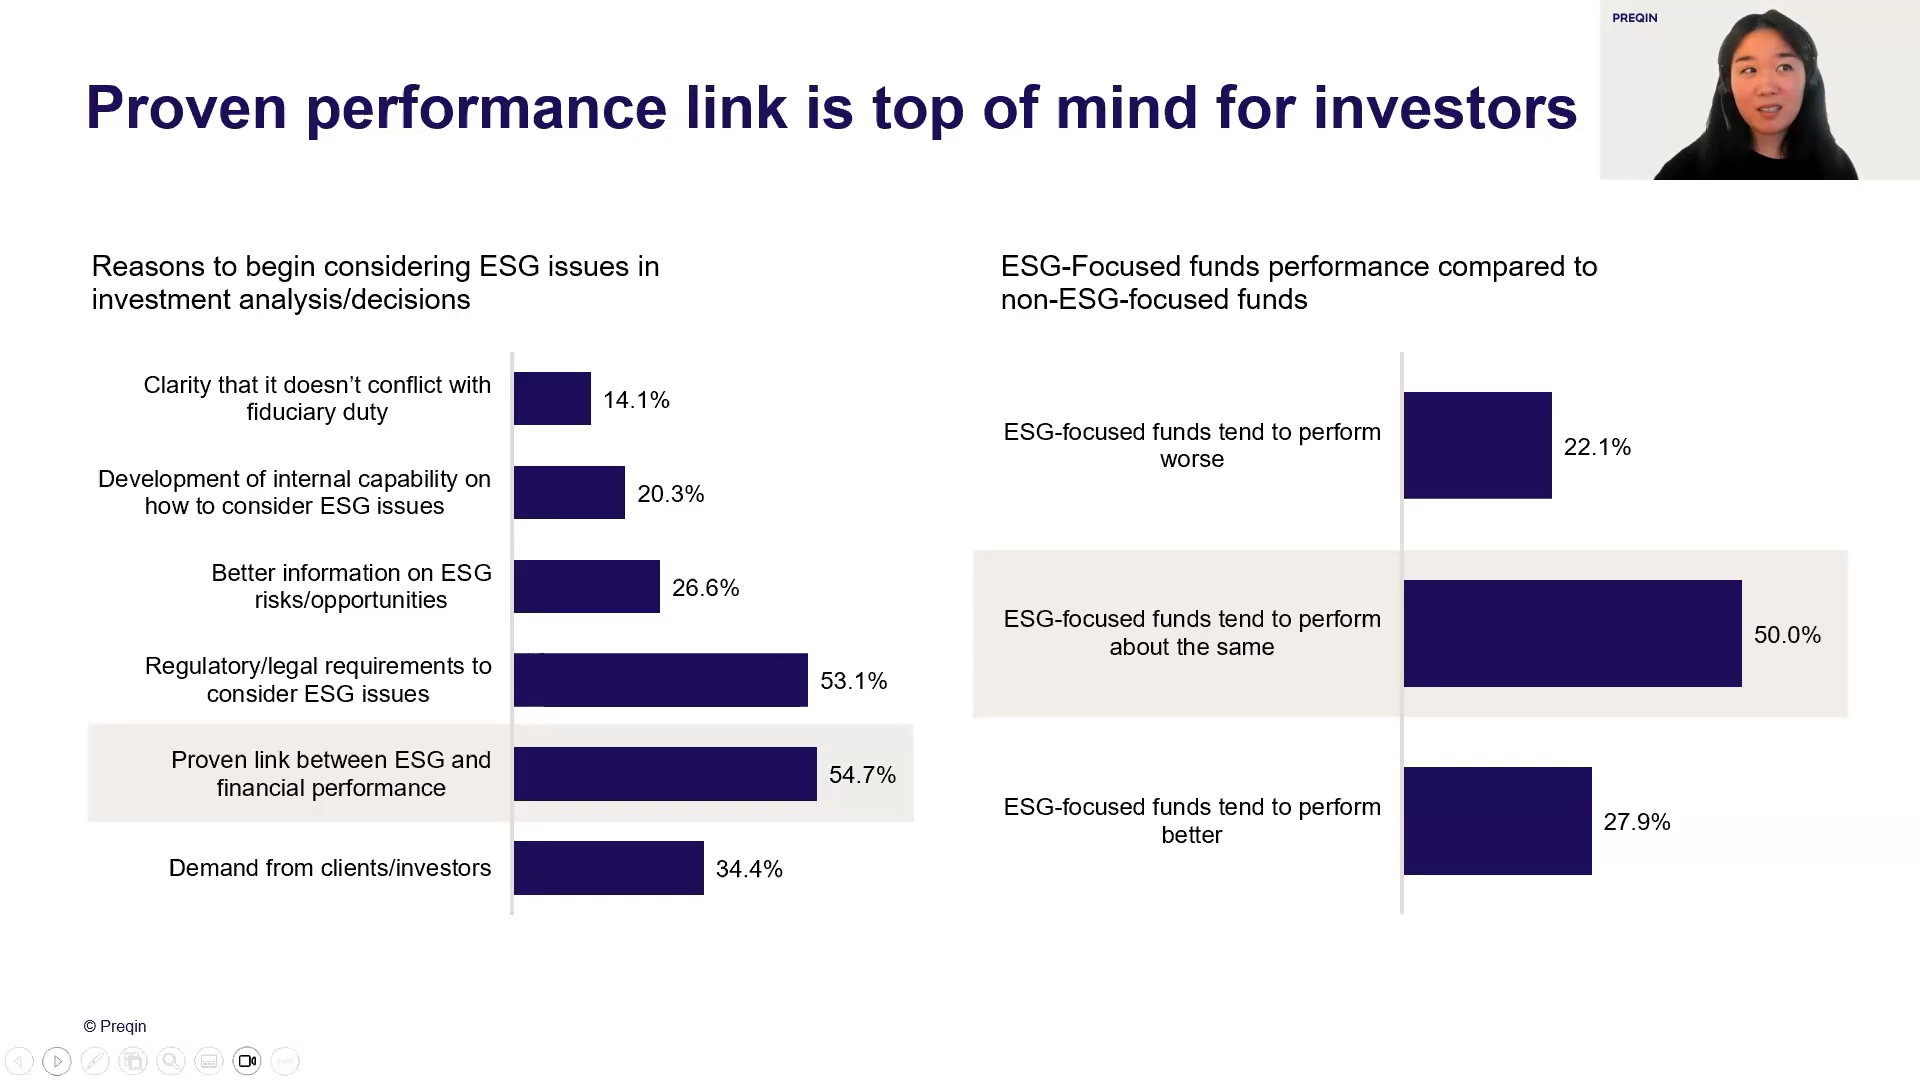 PREQIN
Proven performance link is top of mind for investors
Reasons to begin considering ESG issues in
investment analysis/decisions
Clarity that it doesn’t conflict with
fiduciary duty
14.1%
Development of internal capability on
how to consider ESG issues
20.3%
Better information on ESG
risks/opportunities
26.6%
Regulatory/legal requirements to
consider ESG issues
53.1%
Proven link between ESG and
financial performance
54.7%
Demand from clients/investors
34.4%
ESG-Focused funds performance compared to
non-ESG-focused funds
ESG-focused funds tend to perform
worse
22.1%
ESG-focused funds tend to perform
about the same
50.0%
ESG-focused funds tend to perform
better
27.9%
© Preqin